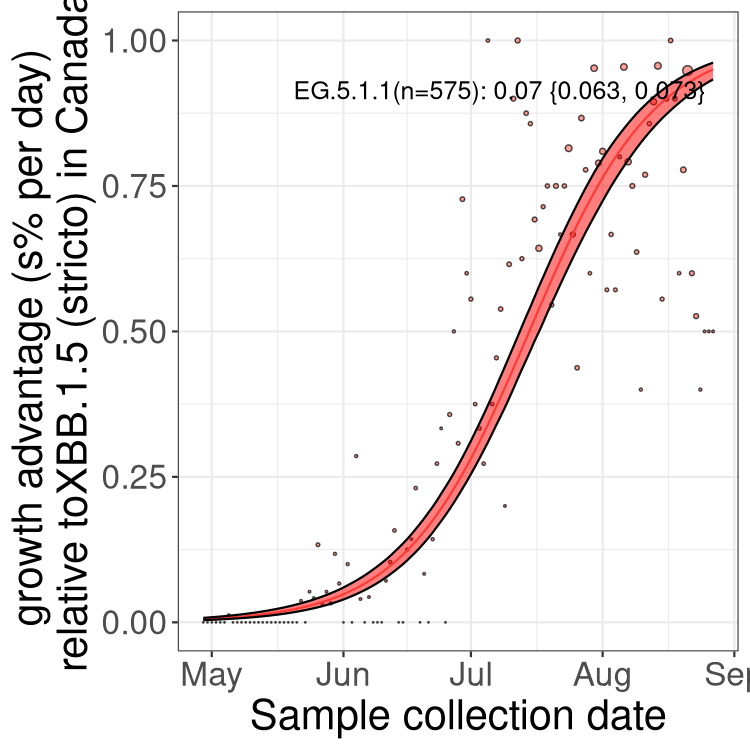 growth advantage (s% per day)
relative toXBB.1.5 (stricto) in Canada
1.00
0.75
0.50
0.25
0.00
EG.5.1.1(n=575): 0.07 {0.063, 0.073}
May Jun Jul Aug Sep
Sample collection date